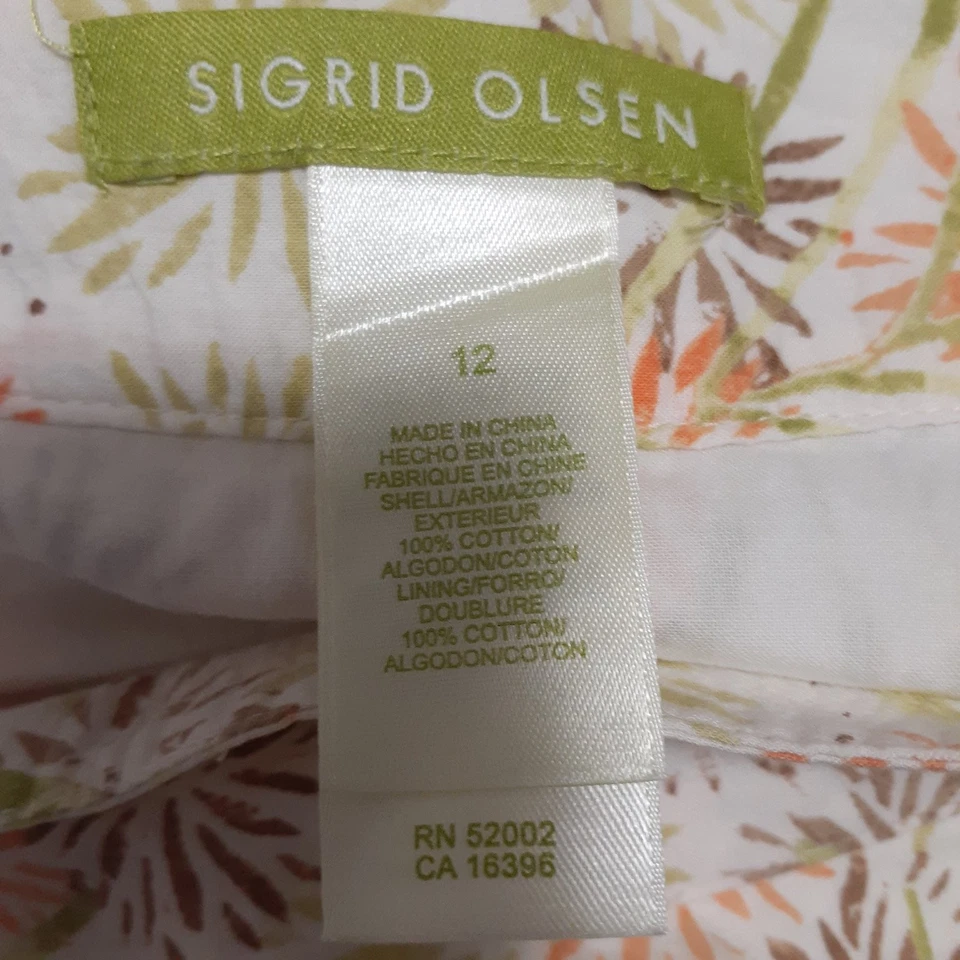 SIGRID OLSEN
12
MADE IN CHINA
HECHO EN CHINA
FABRIQUE EN CHINE
SHELL/ARMAZON/
EXTERIEUR
100% COTTON/
ALGODON/COTON
LINING/FORRO/
DOUBLURE
100% COTTON/
ALGODON/COTON
RN 52002
CA 16396